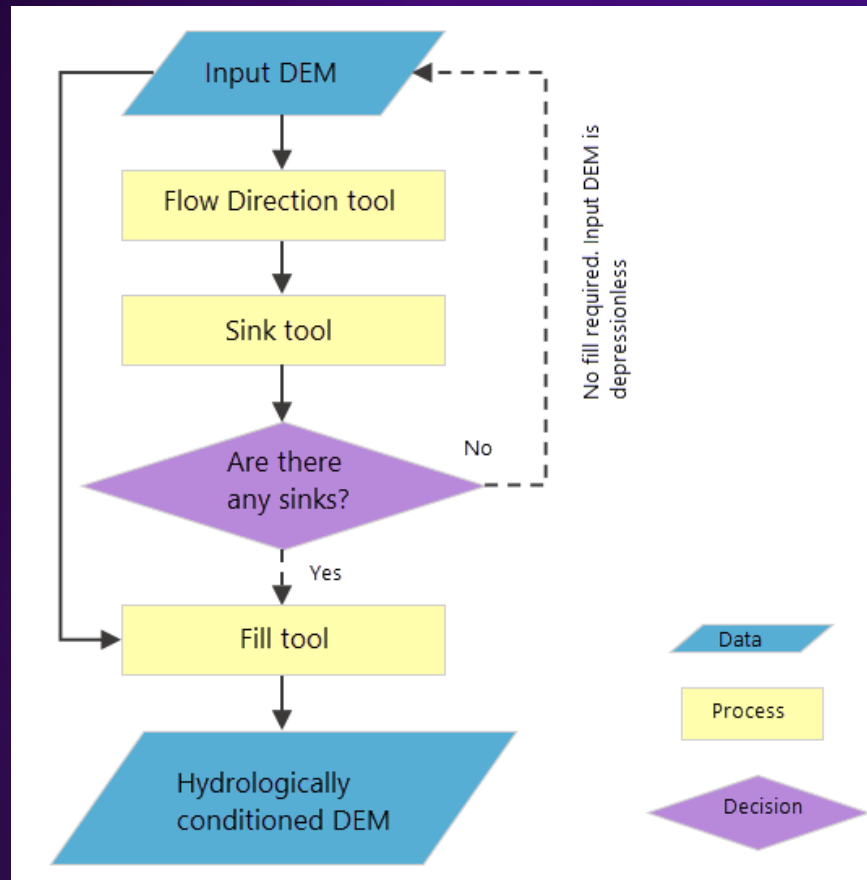 Input DEM
Flow Direction tool
Sink tool
Are there
any sinks?
No
No fill required. Input DEM is
depressionless
Yes
Fill tool
Hydrologically
conditioned DEM
Data
Process
Decision